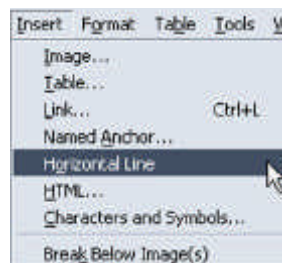 Insert Format Table Tools
Image...
Table...
Link... Ctrl+L
Named Anchor...
Horizontal Line
HTML...
Characters and Symbols...
Break Below Image(s)